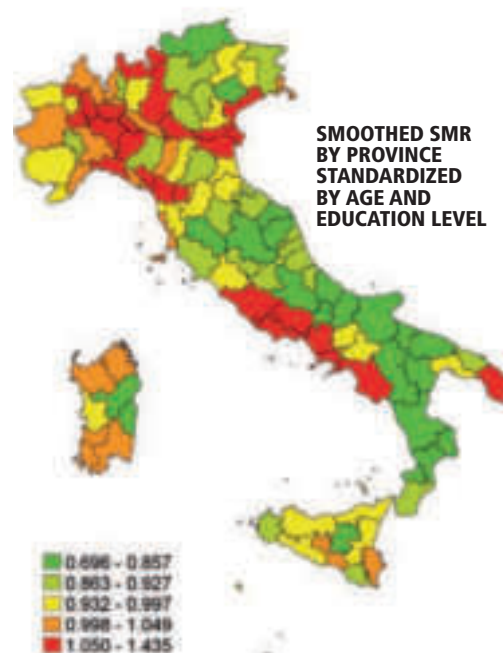 SMOOTHED SMR
BY PROVINCE
STANDARDIZED
BY AGE AND
EDUCATION LEVEL
0.696 - 0.857
0.863 - 0.927
0.932 - 0.997
0.998 - 1.049
1.050 - 1.435